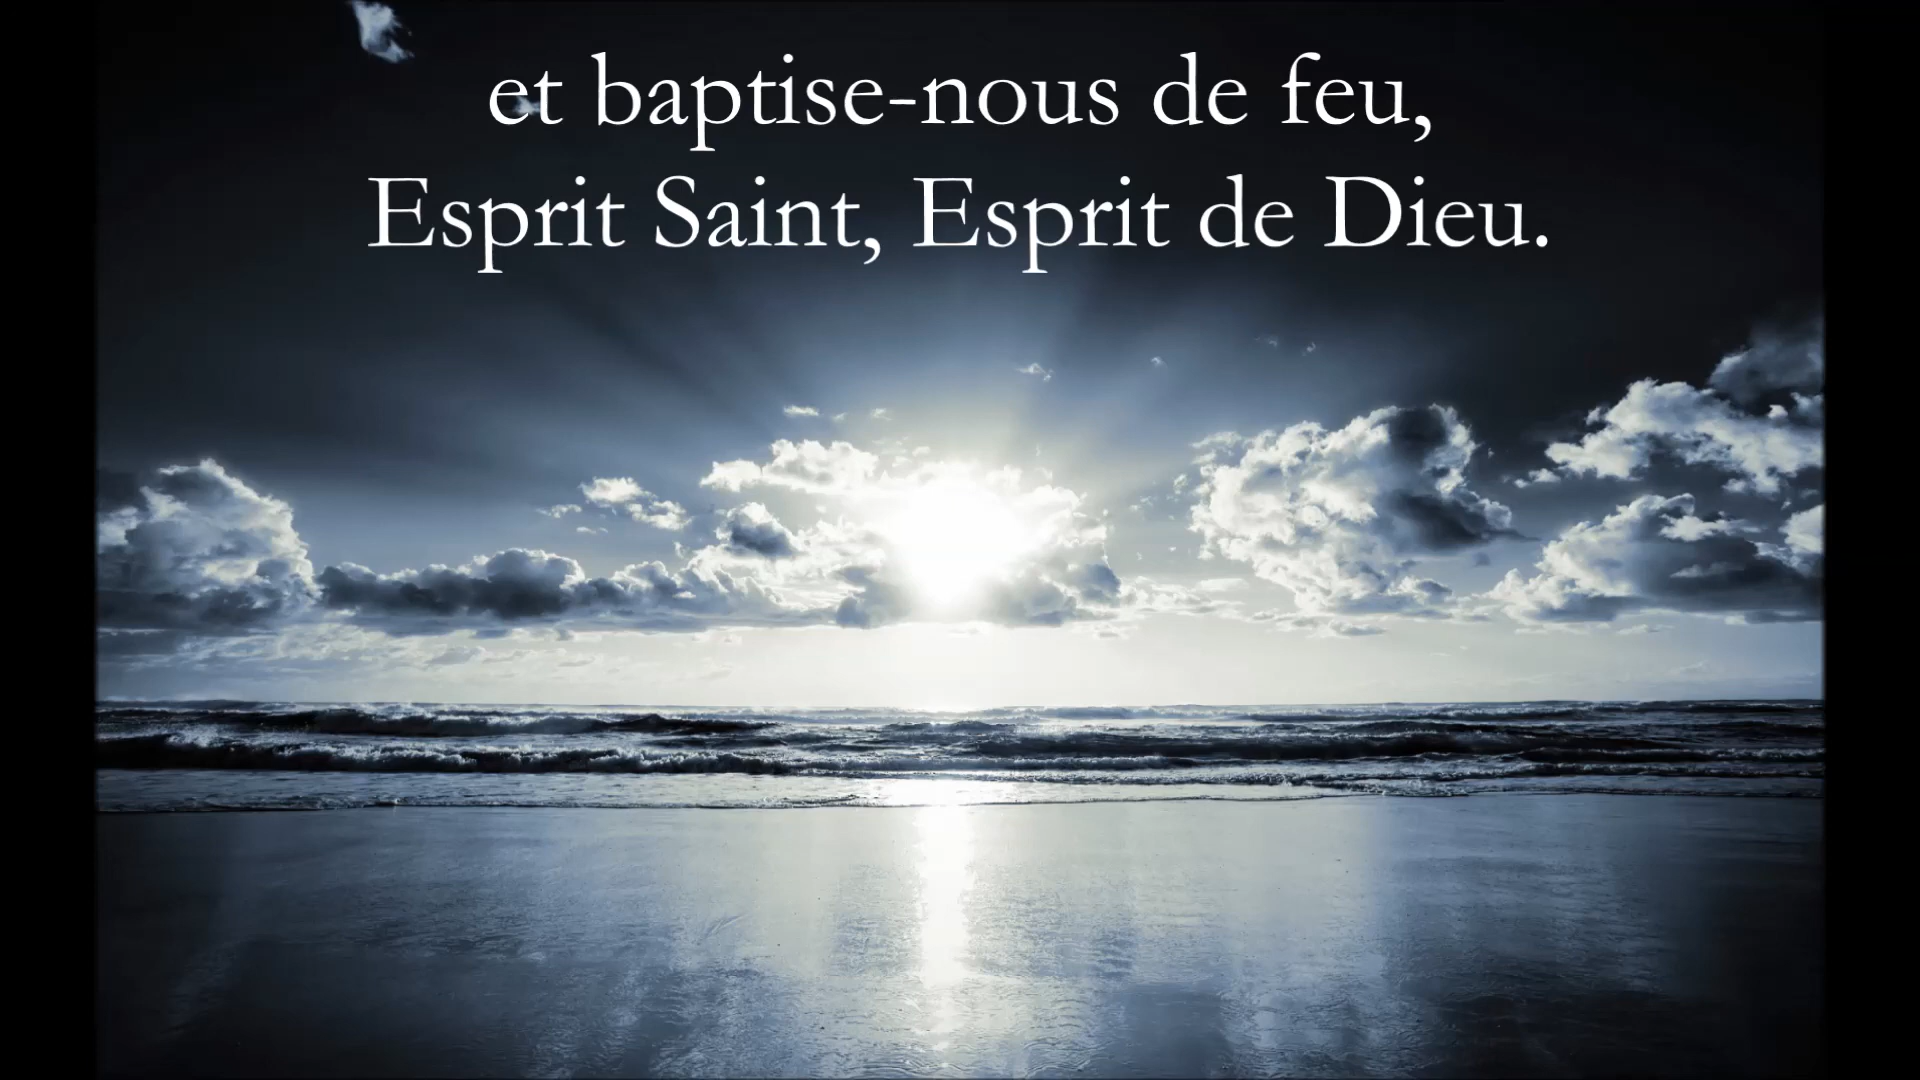 et baptise-nous de feu,
Esprit Saint, Esprit de Dieu.